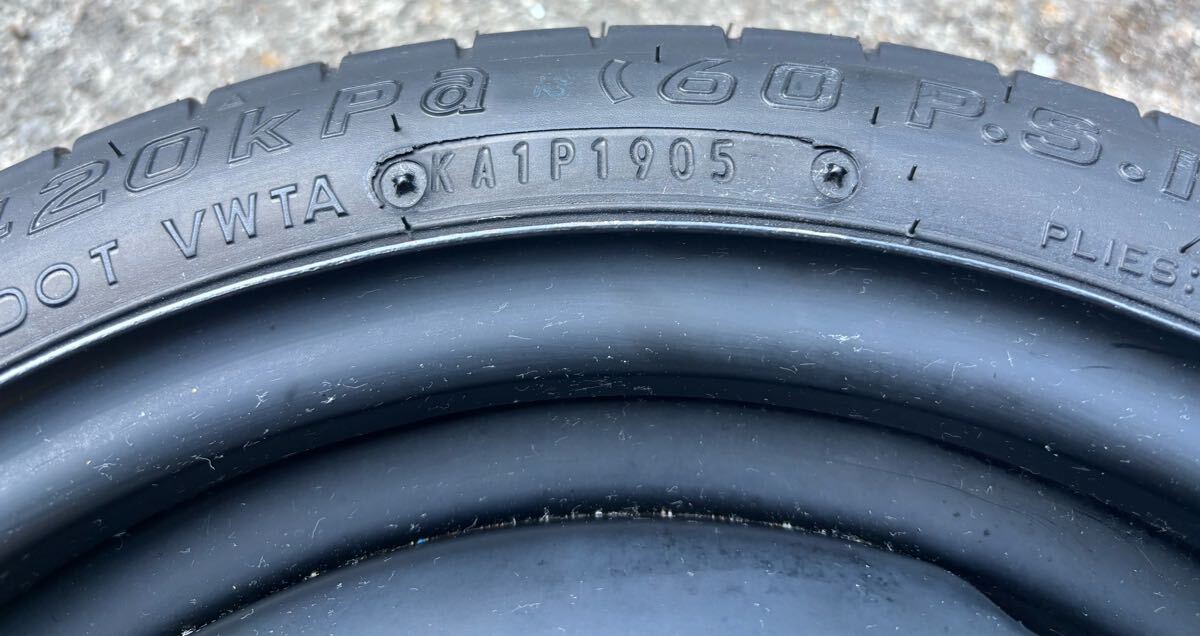 420kPa (60 P.S.I
DOT VWTA KA1P1905
PLIES: